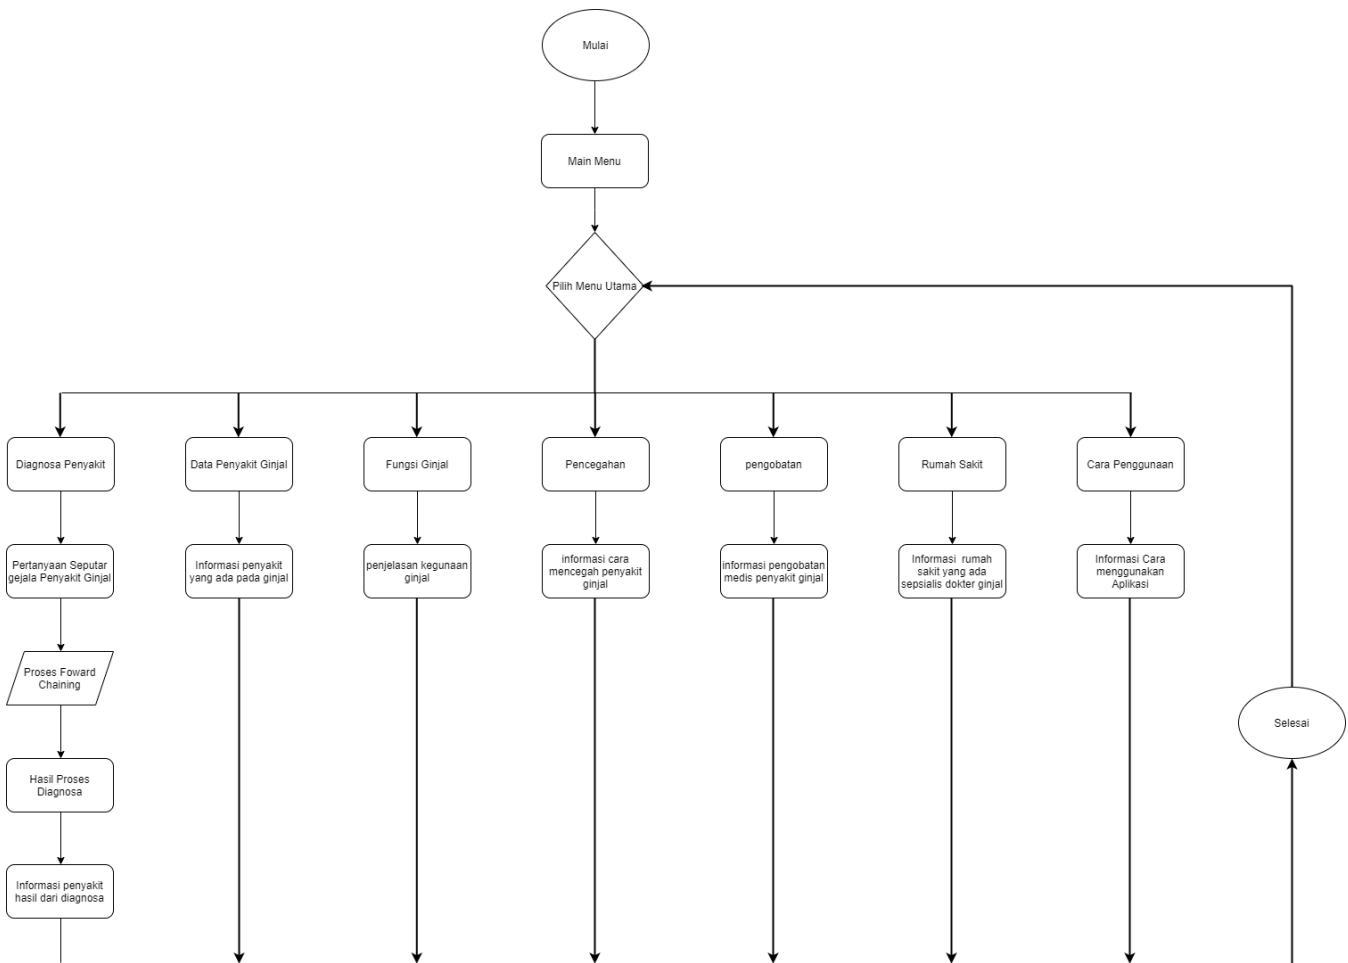 Mulai
Main Menu
Pilih Menu Utama
Diagnosa Penyakit
Data Penyakit Ginjal
Fungsi Ginjal
Pencegahan
pengobatan
Rumah Sakit
Cara Penggunaan
Pertanyaan Seputar
gejala Penyakit Ginjal
Informasi penyakit
yang ada pada ginjal
penjelasan kegunaan
ginjal
informasi cara
mencegah penyakit
ginjal
informasi pengobatan
medis penyakit ginjal
Informasi rumah
sakit yang ada
sepsialis dokter ginjal
Informasi Cara
menggunakan
Aplikasi
Proses Foward
Chaining
Selesai
Hasil Proses
Diagnosa
Informasi penyakit
hasil dari diagnosa